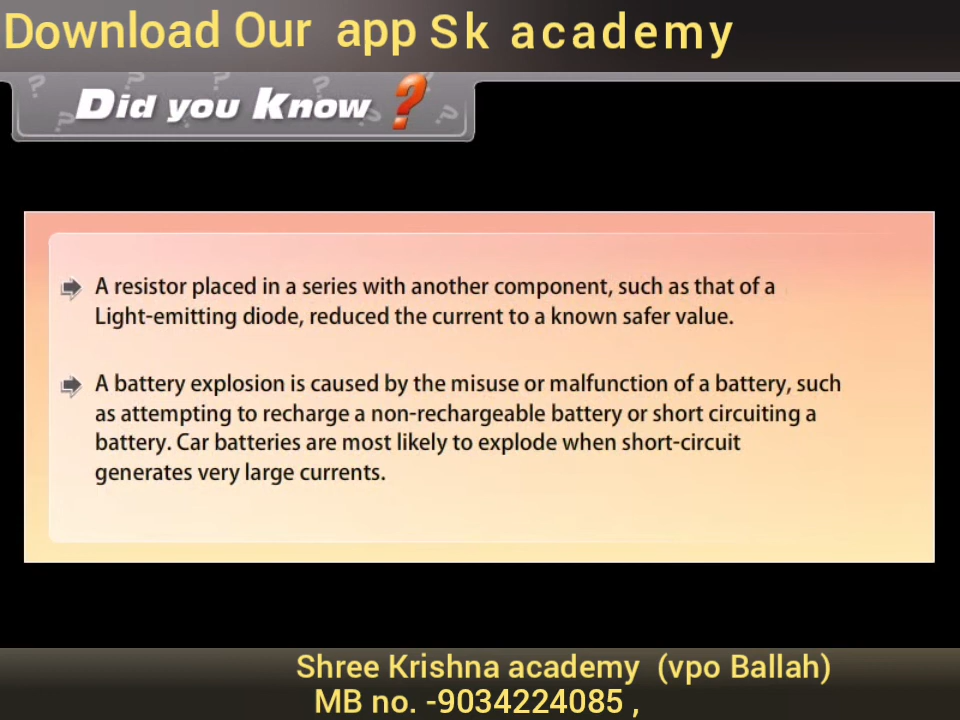 Download Our app Sk academy
Did you Know ?
A resistor placed in a series with another component, such as that of a
Light-emitting diode, reduced the current to a known safer value.
A battery explosion is caused by the misuse or malfunction of a battery, such
as attempting to recharge a non-rechargeable battery or short circuiting a
battery. Car batteries are most likely to explode when short-circuit
generates very large currents.
Shree Krishna academy (vpo Ballah)
MB no. -9034224085 ,